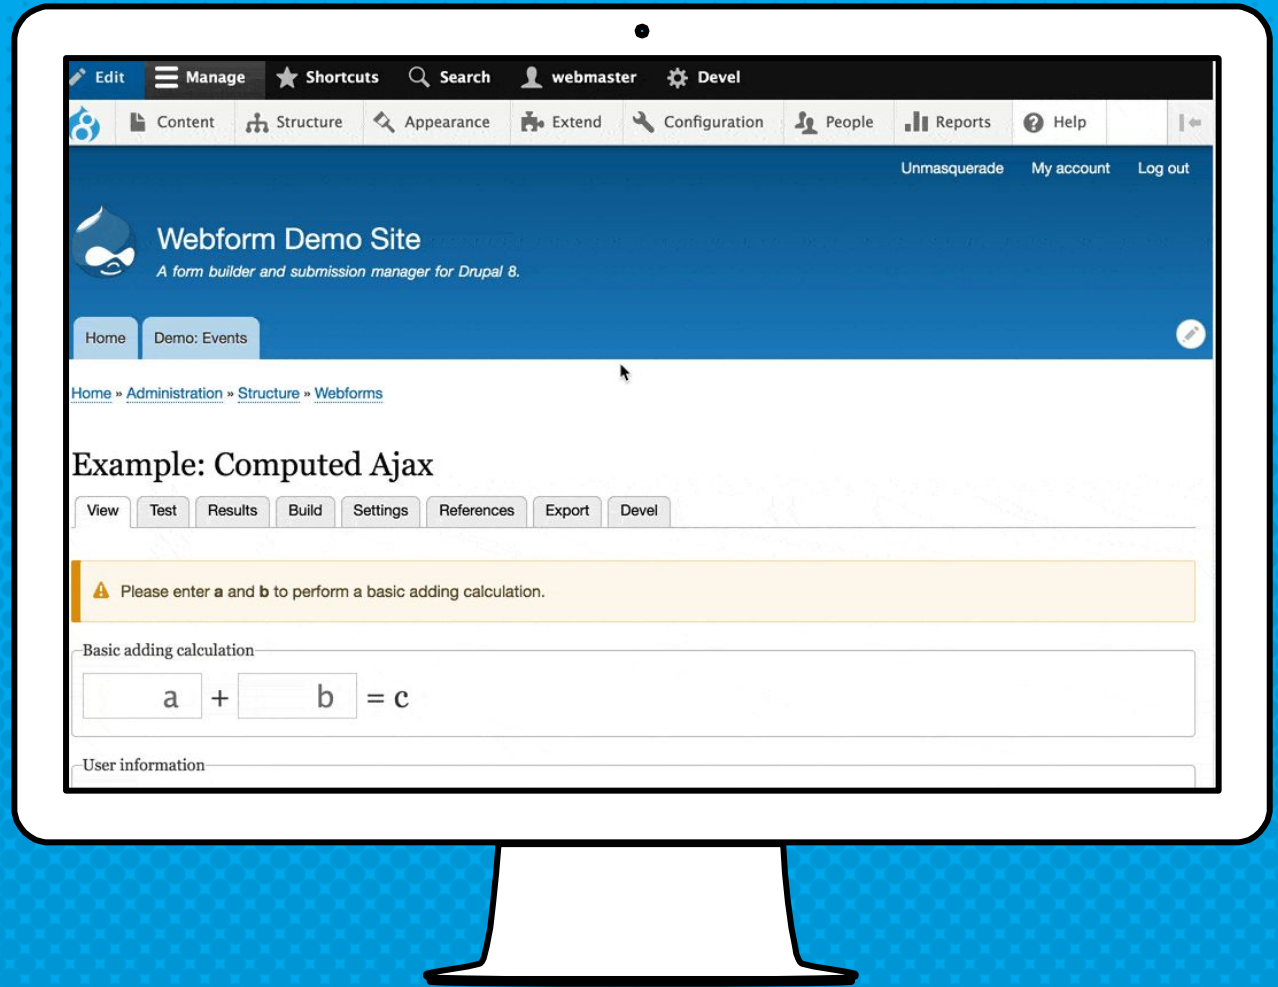 Edit Manage Shortcuts Search webmaster Devel
Content Structure Appearance Extend Configuration People Reports Help
Unmasquerade My account Log out
Webform Demo Site
A form builder and submission manager for Drupal 8.
Home Demo: Events
Home » Administration » Structure » Webforms
Example: Computed Ajax
View Test Results Build Settings References Export Devel
Please enter a and b to perform a basic adding calculation.
Basic adding calculation
a + b = c
User information